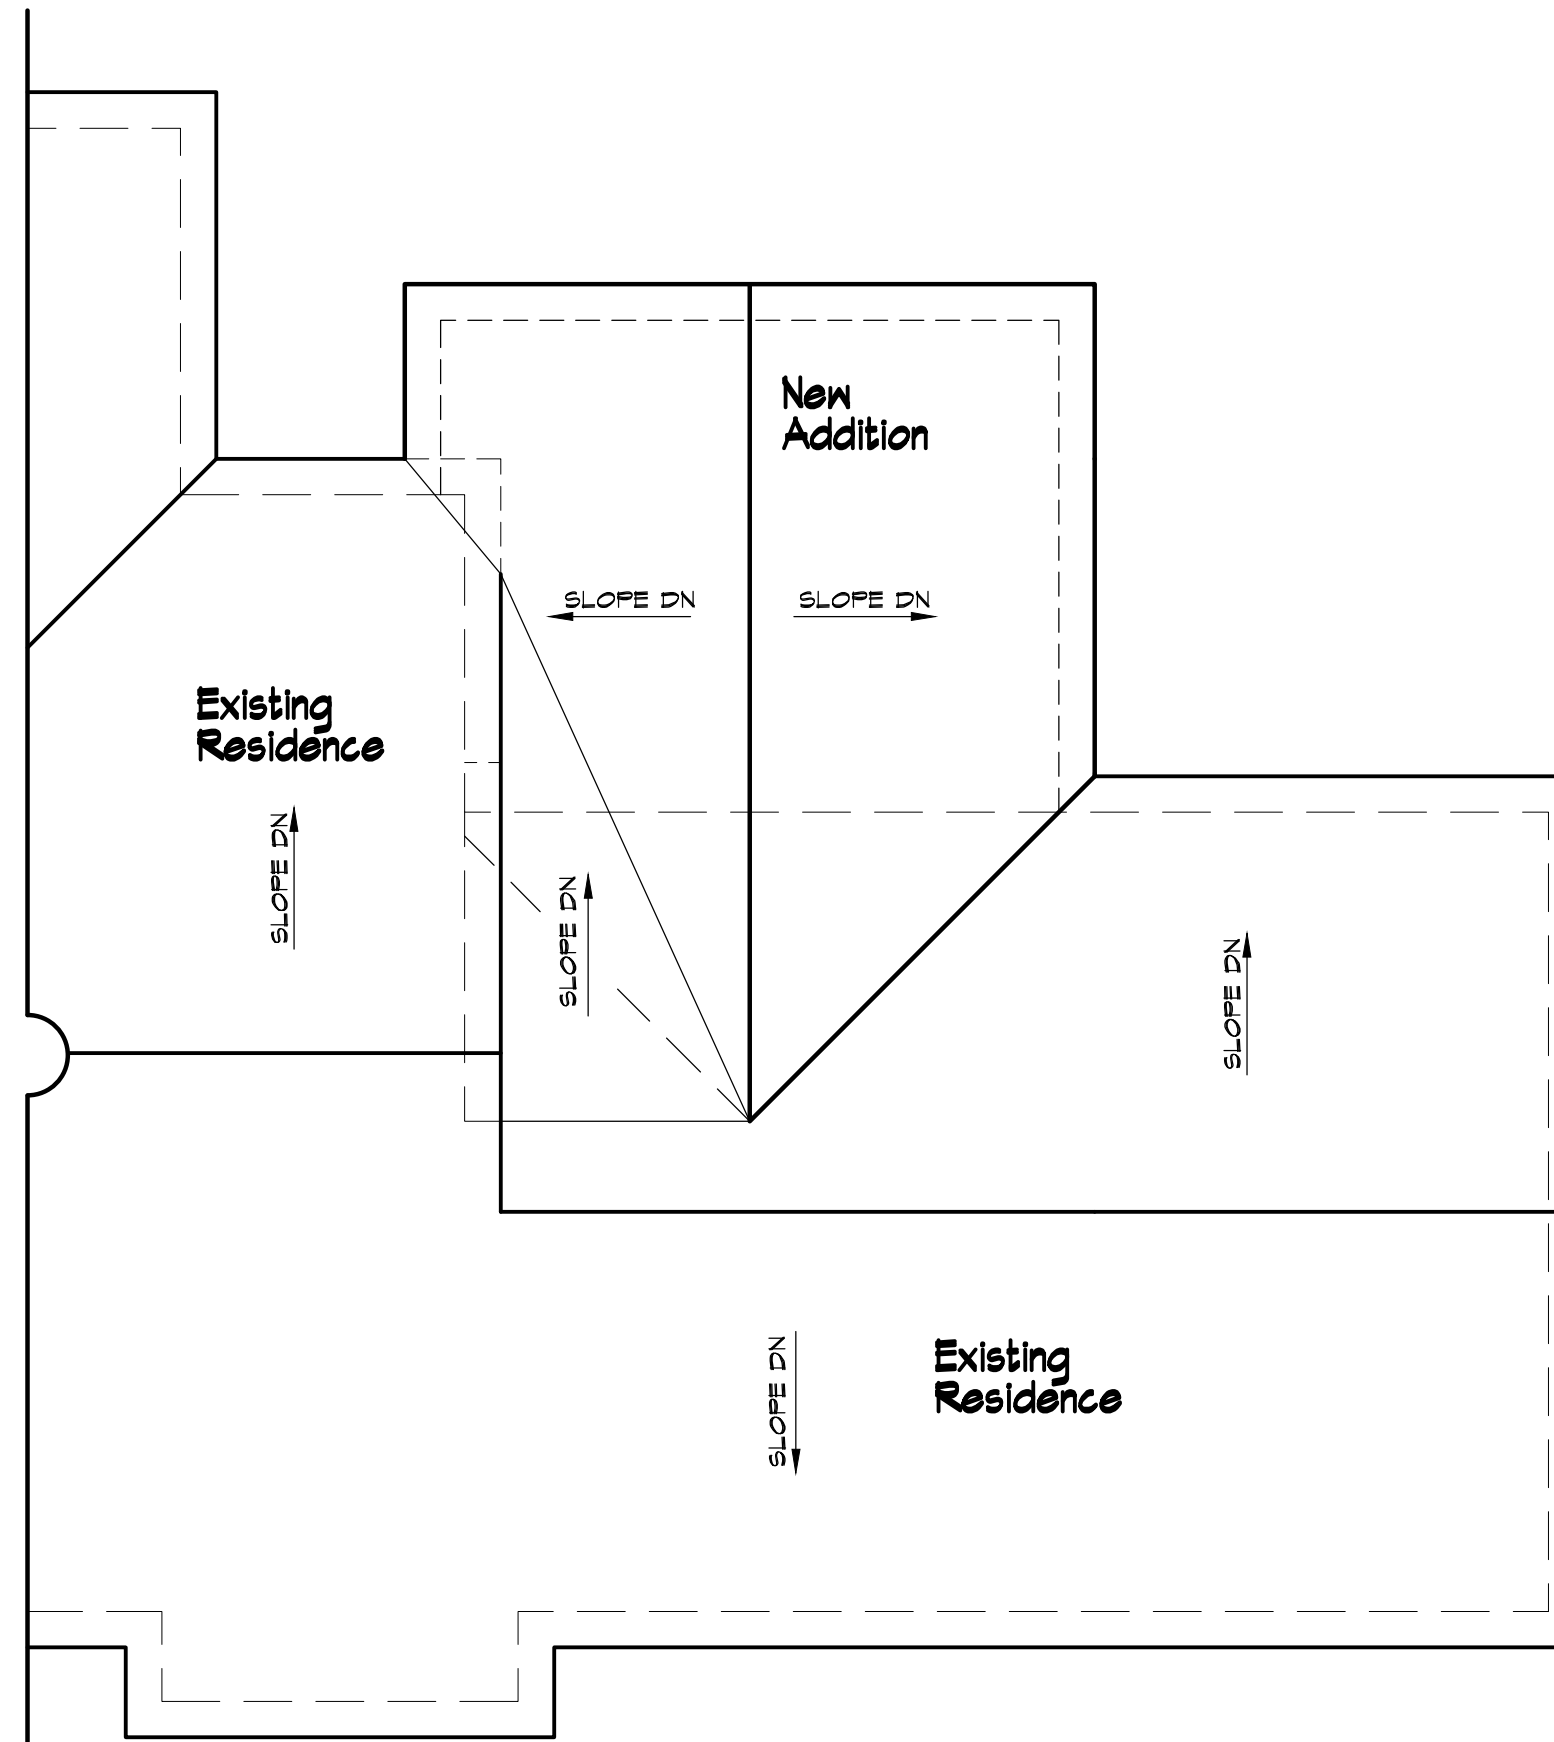 New
Addition
SLOPE DN
SLOPE DN
Existing
Residence
SLOPE DN
SLOPE DN
SLOPE DN
SLOPE DN
Existing
Residence